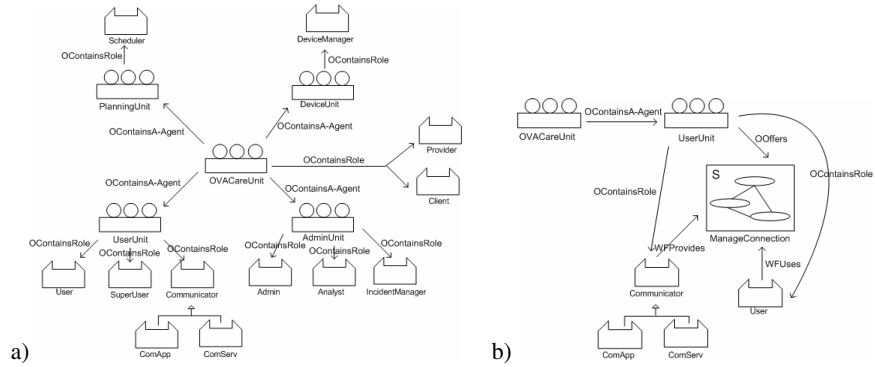 Scheduler
DeviceManager
OContainsRole
OContainsRole
PlanningUnit
DeviceUnit
OContainsA-Agent
OContainsA-Agent
Provider
OContainsRole
OVACareUnit
Client
OContainsA-Agent
OContainsA-Agent
UserUnit
AdminUnit
OContainsRole
OContainsRole
OContainsRole
OContainsRole
OContainsRole
OContainsRole
User
SuperUser
Communicator
Admin
Analyst
IncidentManager
ComApp
ComServ
a)
OContainsA-Agent
OVACareUnit
UserUnit
OOffers
S
OContainsRole
OContainsRole
ManageConnection
WFProvides
WFUses
Communicator
User
ComApp
ComServ
b)